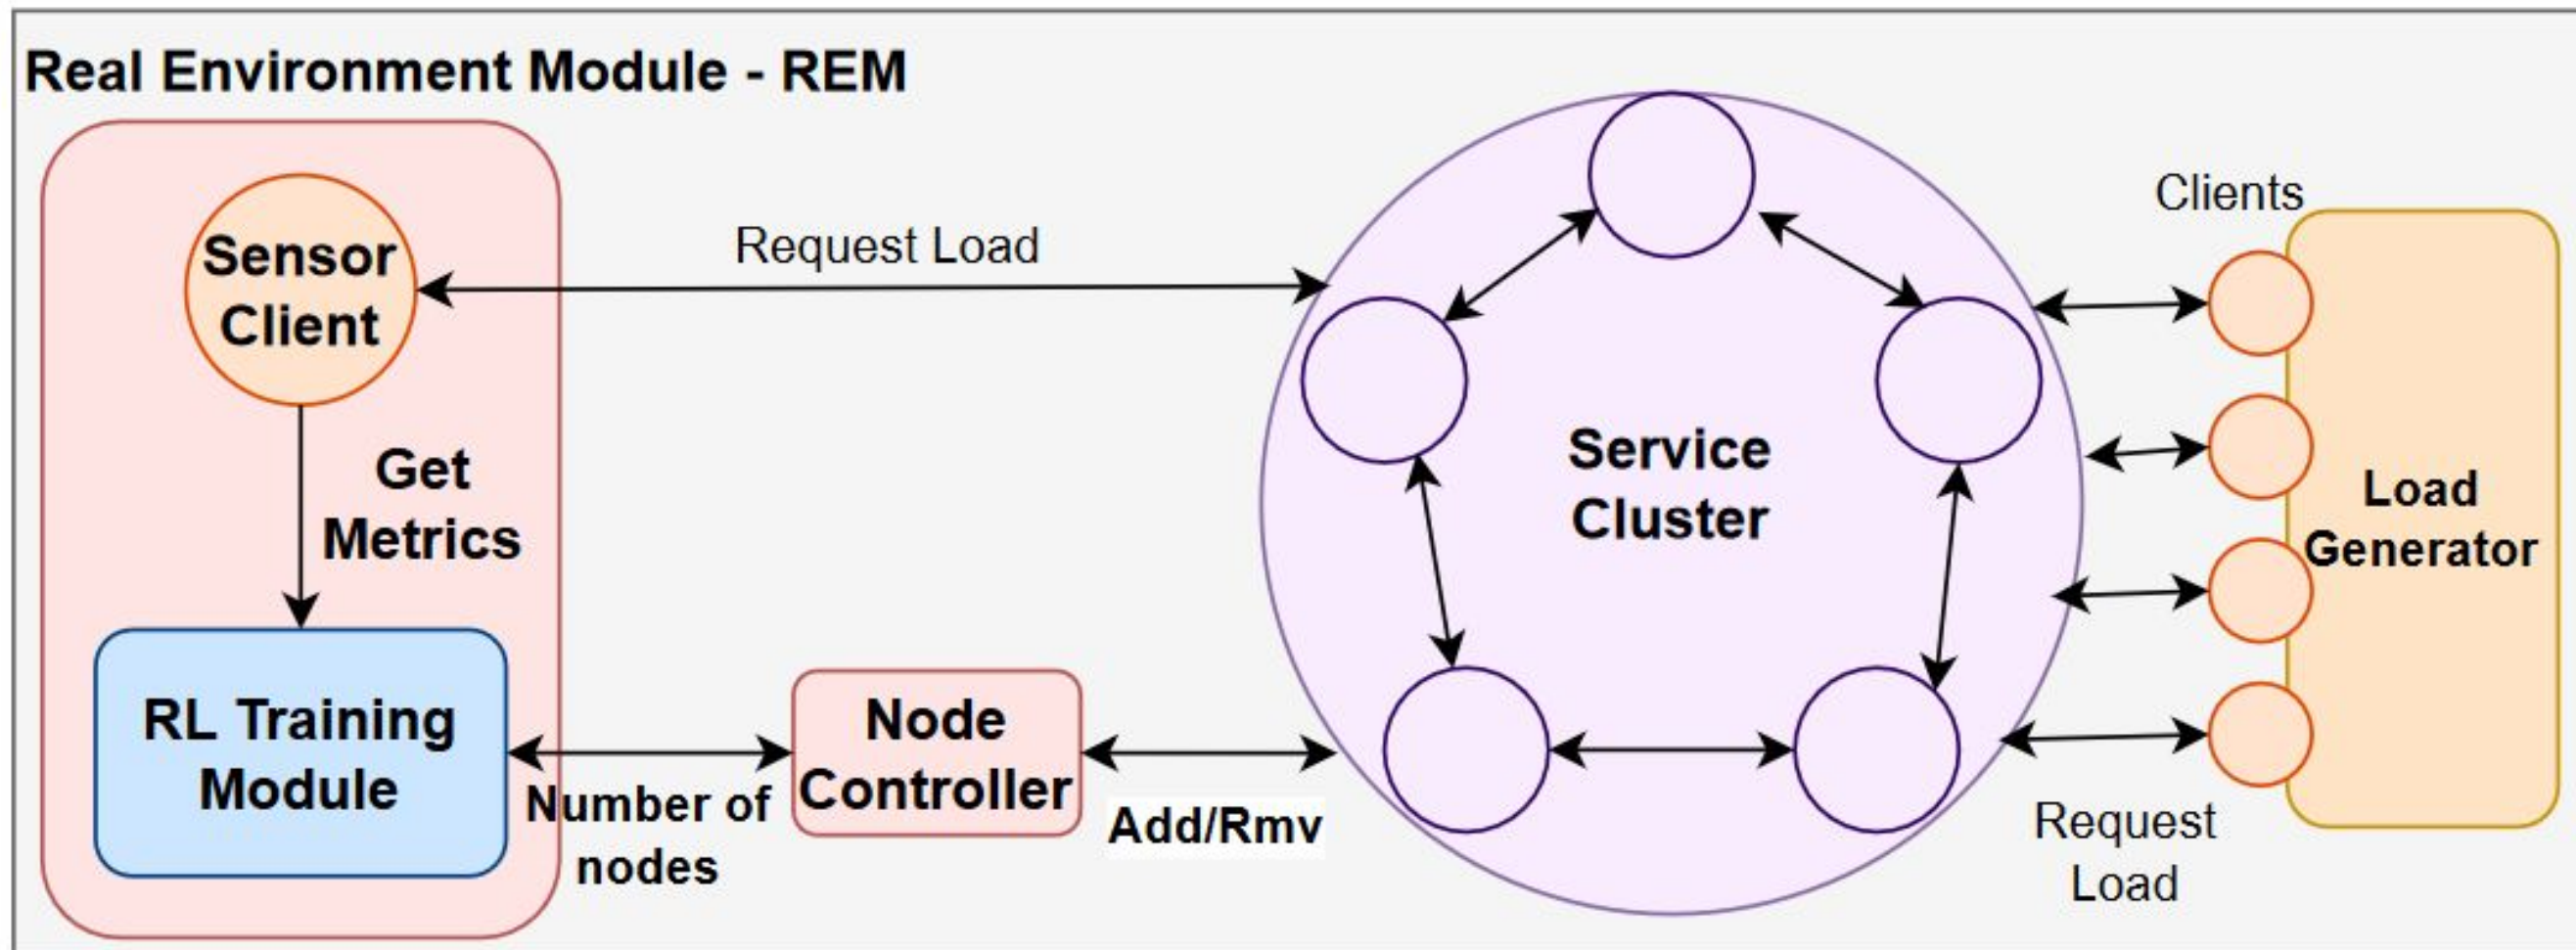 Real Environment Module - REM
Sensor
Client
Request Load
Get
Metrics
RL Training
Module
Number of
nodes
Node
Controller
Add/Rmv
Service
Cluster
Clients
Load
Generator
Request
Load